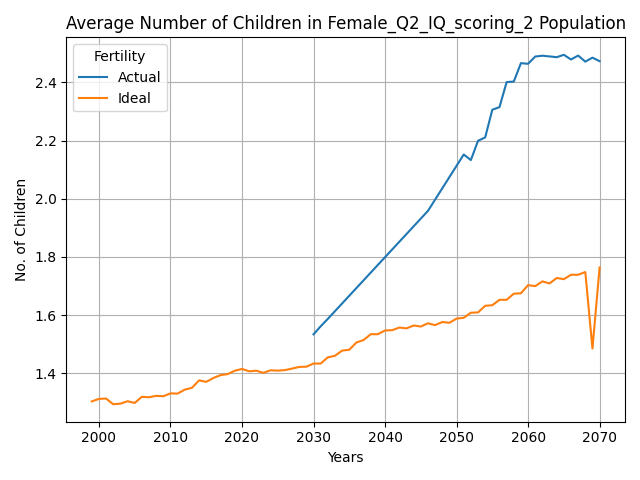 Average Number of Children in Female_Q2_IQ_scoring_2 Population
Fertility
Actual
Ideal
No. of Children
2.4
2.2
2.0
1.8
1.6
1.4
2000 2010 2020 2030 2040 2050 2060 2070
Years